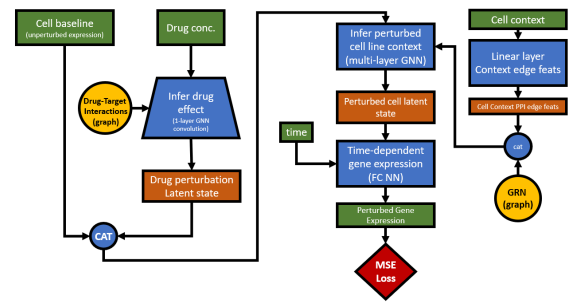 Cell baseline
(unperturbed expression)
Drug conc.
Drug-Target
Interactions
(graph)
Infer drug
effect
(1-layer GNN
convolution)
Drug perturbation
Latent state
CAT
Infer perturbed
cell line context
(multi-layer GNN)
Perturbed cell latent
state
time
Time-dependent
gene expression
(FC NN)
Perturbed Gene
Expression
MSE
Loss
Cell context
Linear layer
Context edge feats
Cell Context PPI edge feats
cat
GRN
(graph)